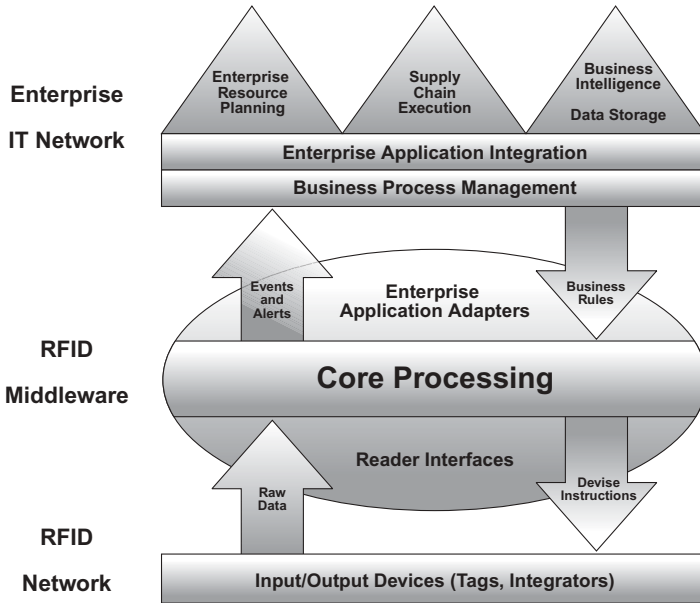 Enterprise
IT Network
Enterprise
Resource
Planning
Supply
Chain
Execution
Business
Intelligence
Data Storage
Enterprise Application Integration
Business Process Management
RFID
Middleware
Events
and
Alerts
Enterprise
Application Adapters
Business
Rules
Core Processing
Reader Interfaces
Raw
Data
Devise
Instructions
RFID
Network
Input/Output Devices (Tags, Integrators)